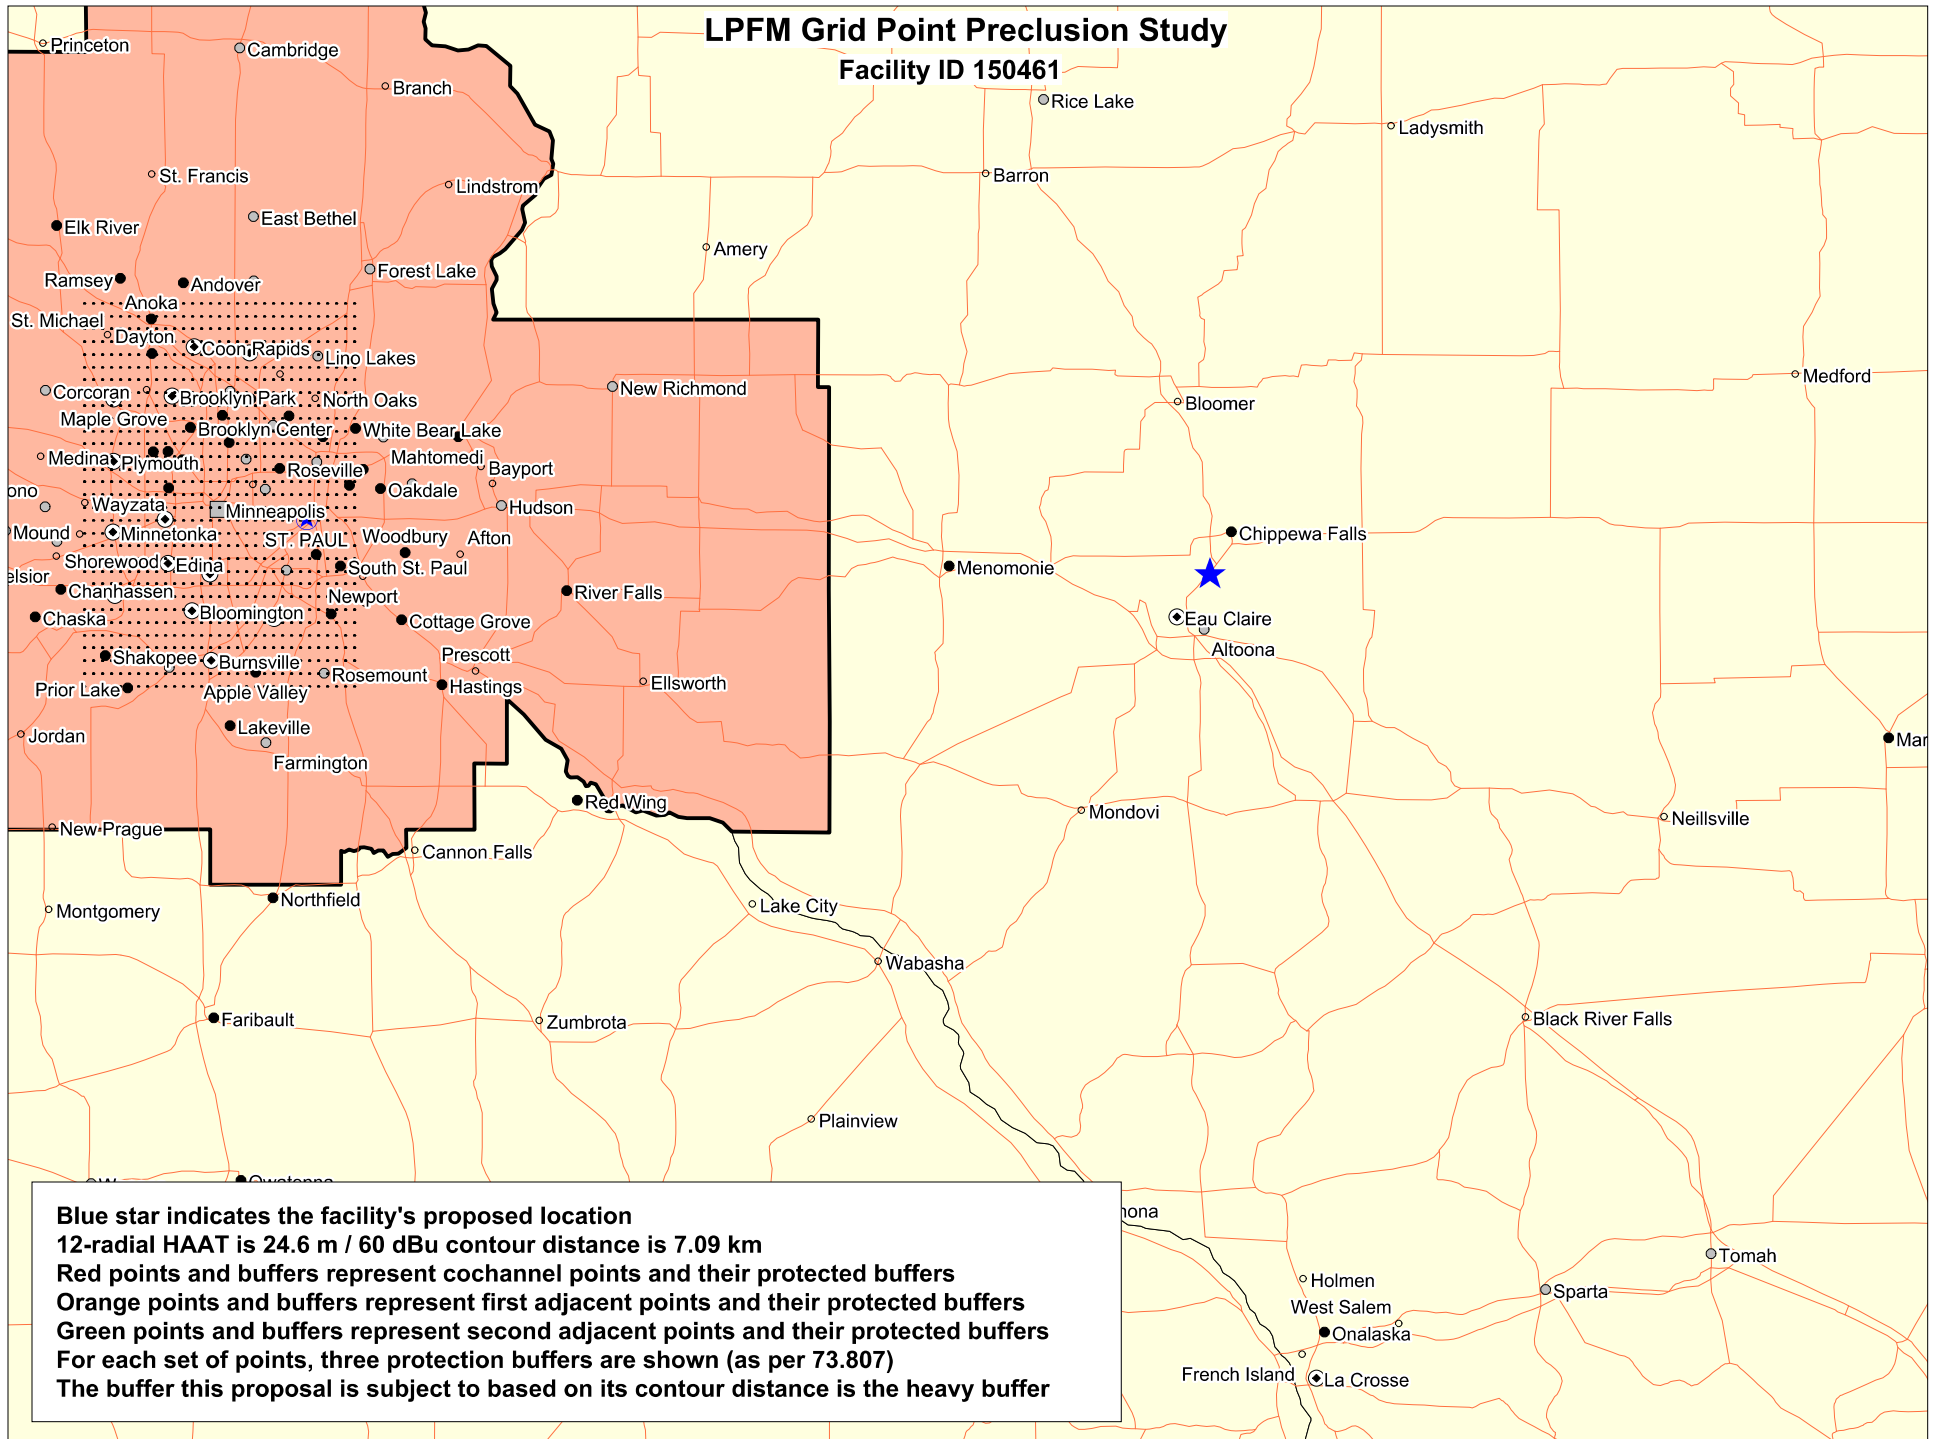 LPFM Grid Point Preclusion Study
Facility ID 150461
Princeton
Cambridge
Branch
Rice Lake
Ladysmith
St. Francis
Lindstrom
Barron
East Bethel
Elk River
Amery
Forest Lake
Ramsey
Andover
Anoka
St. Michael
Dayton
Coon Rapids
Lino Lakes
Medford
New Richmond
Corcoran
Brooklyn Park
North Oaks
Bloomer
Maple Grove
Brooklyn Center
White Bear Lake
Medina
Plymouth
Mahtomedi
Roseville
Bayport
ono
Oakdale
Wayzata
Minneapolis
Hudson
Mound
Minnetonka
ST. PAUL
Woodbury
Afton
Chippewa Falls
Shorewood
Edina
South St. Paul
Menomonie
elsior
Chanhassen
Newport
River Falls
Chaska
Bloomington
Cottage Grove
Eau Claire
Altoona
Shakopee
Burnsville
Prescott
Rosemount
Ellsworth
Prior Lake
Apple Valley
Hastings
Lakeville
Jordan
Mar
Farmington
Red Wing
Mondovi
Neillsville
New Prague
Cannon Falls
Northfield
Lake City
Montgomery
Wabasha
Faribault
Zumbrota
Black River Falls
Plainview
Owatonna
nona
Tomah
Holmen
Sparta
West Salem
Onalaska
French Island
La Crosse
Blue star indicates the facility's proposed location
12-radial HAAT is 24.6 m / 60 dBu contour distance is 7.09 km
Red points and buffers represent cochannel points and their protected buffers
Orange points and buffers represent first adjacent points and their protected buffers
Green points and buffers represent second adjacent points and their protected buffers
For each set of points, three protection buffers are shown (as per 73.807)
The buffer this proposal is subject to based on its contour distance is the heavy buffer